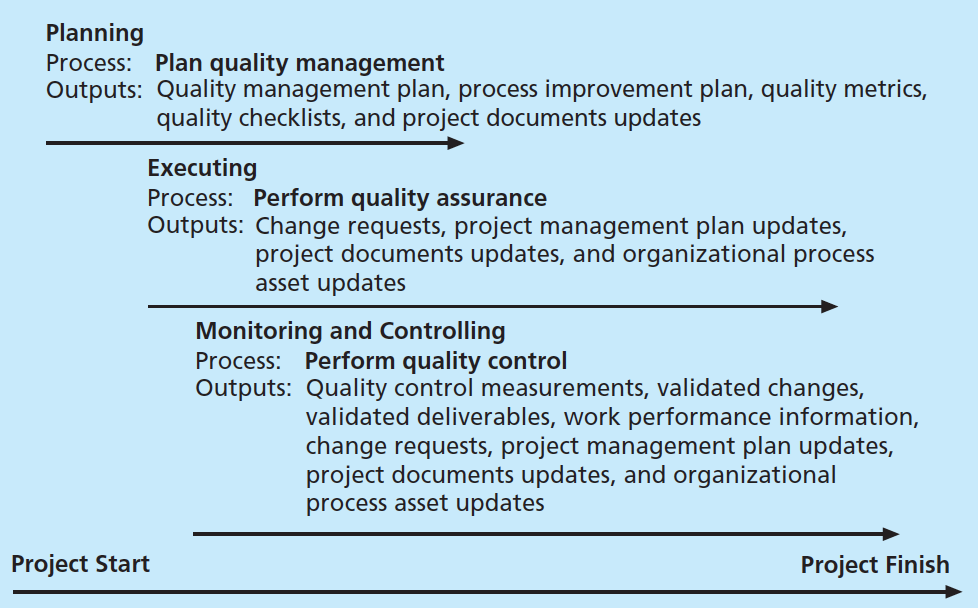 Planning
Process: Plan quality management
Outputs: Quality management plan, process improvement plan, quality metrics,
quality checklists, and project documents updates
Executing
Process: Perform quality assurance
Outputs: Change requests, project management plan updates,
project documents updates, and organizational process
asset updates
Monitoring and Controlling
Process: Perform quality control
Outputs: Quality control measurements, validated changes,
validated deliverables, work performance information,
change requests, project management plan updates,
project documents updates, and organizational
process asset updates
Project Start Project Finish